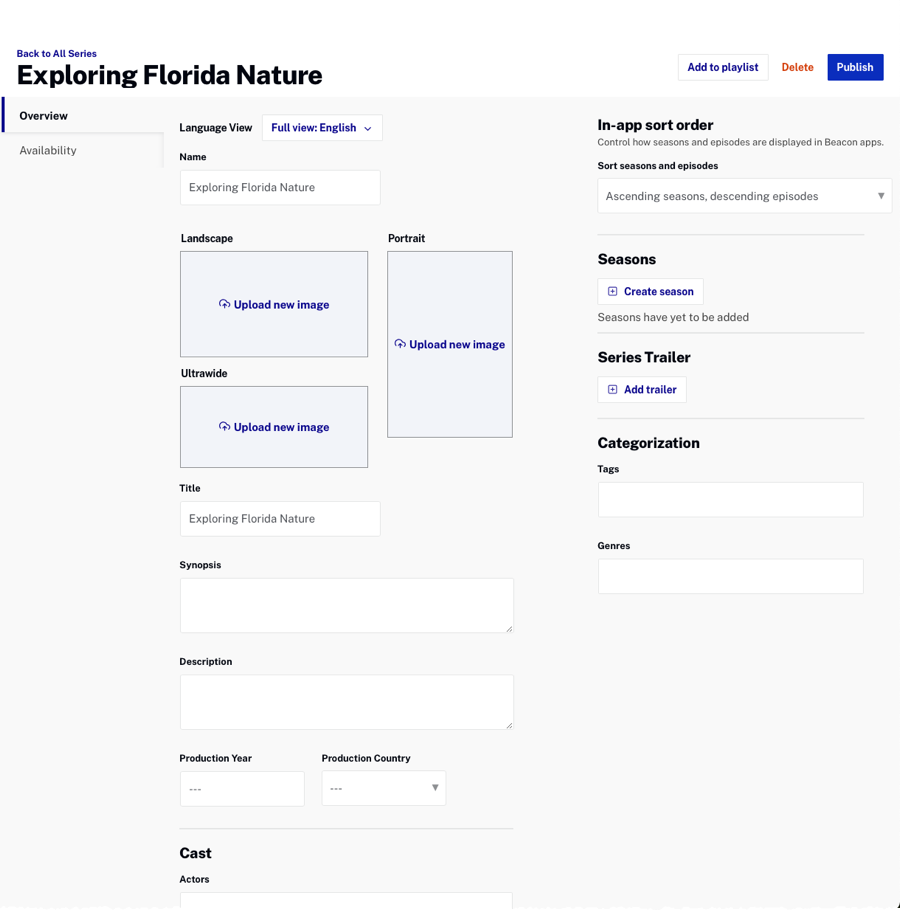 Back to All Series
Exploring Florida Nature
Add to playlist
Delete
Publish
Overview
Availability
Language View
Full view: English
Name
Exploring Florida Nature
Landscape
Upload new image
Portrait
Upload new image
Ultrawide
Upload new image
Title
Exploring Florida Nature
Synopsis
Description
Production Year
---
Production Country
---
Cast
Actors
In-app sort order
Control how seasons and episodes are displayed in Beacon apps.
Sort seasons and episodes
Ascending seasons, descending episodes
Seasons
Create season
Seasons have yet to be added
Series Trailer
Add trailer
Categorization
Tags
Genres